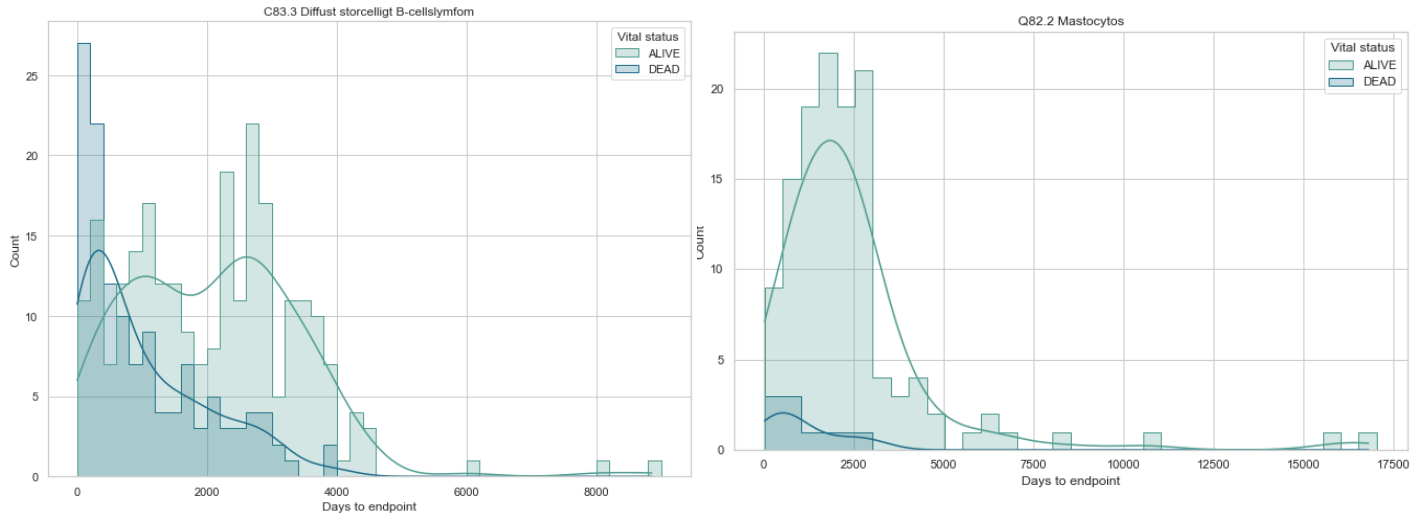 C83.3 Diffust storcelligt B-cellslymfom
Vital status
ALIVE
DEAD
25
20
15
10
5
0
Count
0 2000 4000 6000 8000
Days to endpoint
Q82.2 Mastocytos
Vital status
ALIVE
DEAD
20
15
10
5
0
Count
0 2500 5000 7500 10000 12500 15000 17500
Days to endpoint